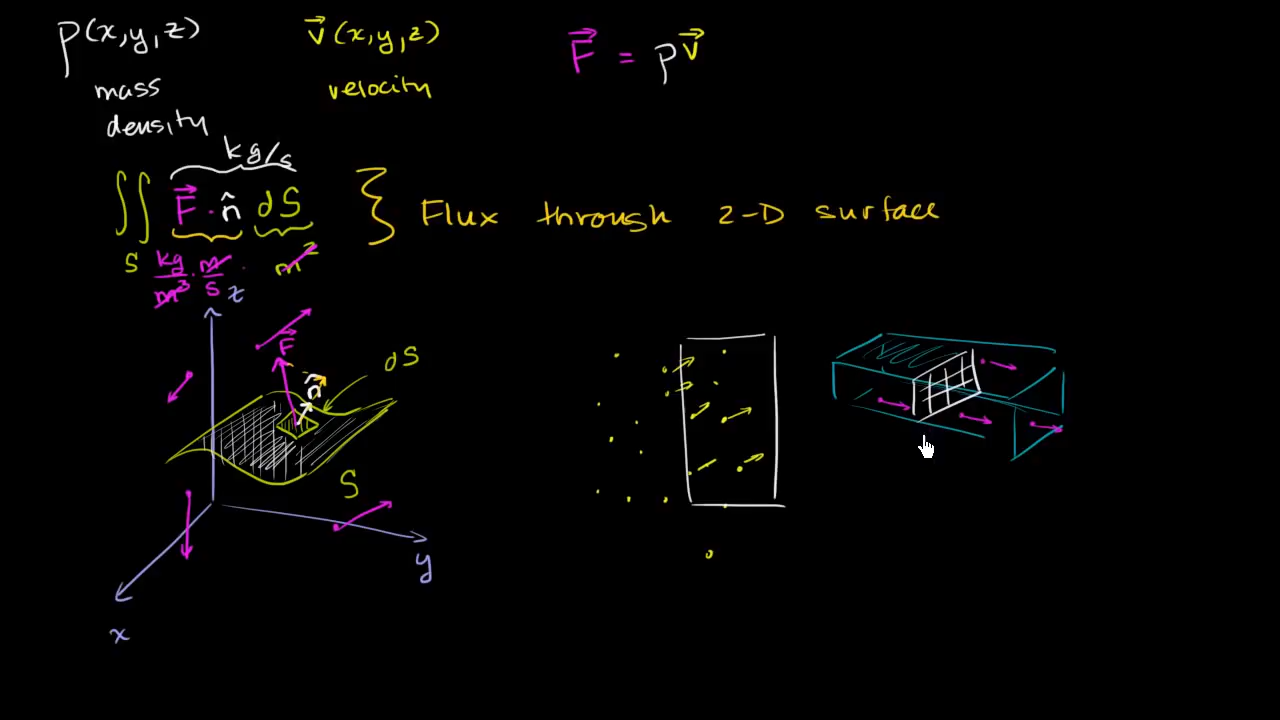 ρ(x,y,z)
mass
density
v⃗(x,y,z)
velocity
F⃗ = ρv⃗
kg/s
∬ F⃗ · n̂ dS
S
kg/m³ · m/s · m²
} Flux through 2-D surface
z
F⃗
n̂
dS
S
y
x